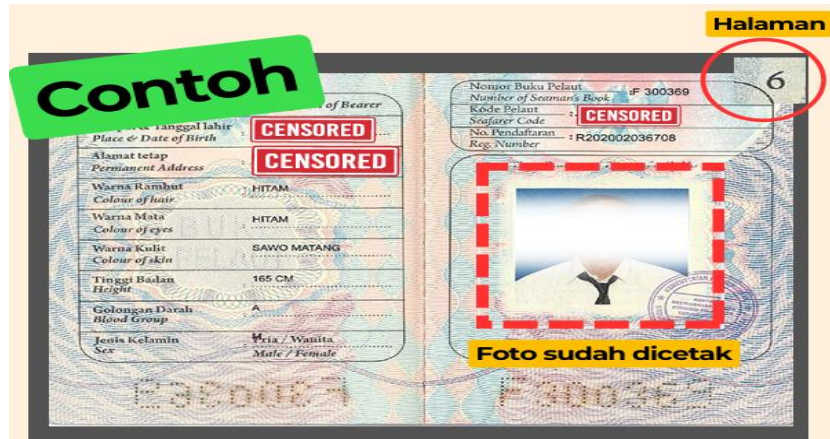 Halaman
Contoh
6
of Bearer
Tanggal lahir
Place & Date of Birth
: CENSORED
Alamat tetap
Permanent Address
: CENSORED
Warna Rambut
Colour of hair
: HITAM
Warna Mata
Colour of eyes
: HITAM
Warna Kulit
Colour of skin
: SAWO MATANG
Tinggi Badan
Height
: 165 CM
Golongan Darah
Blood Group
: A
Jenis Kelamin
Sex
: Pria / Wanita
Male / Female
Nomor Buku Pelaut
Number of Seaman's Book
:F 300369
Kode Pelaut
Seafarer Code
: CENSORED
No. Pendaftaran
Reg. Number
: R202002036708
Foto sudah dicetak